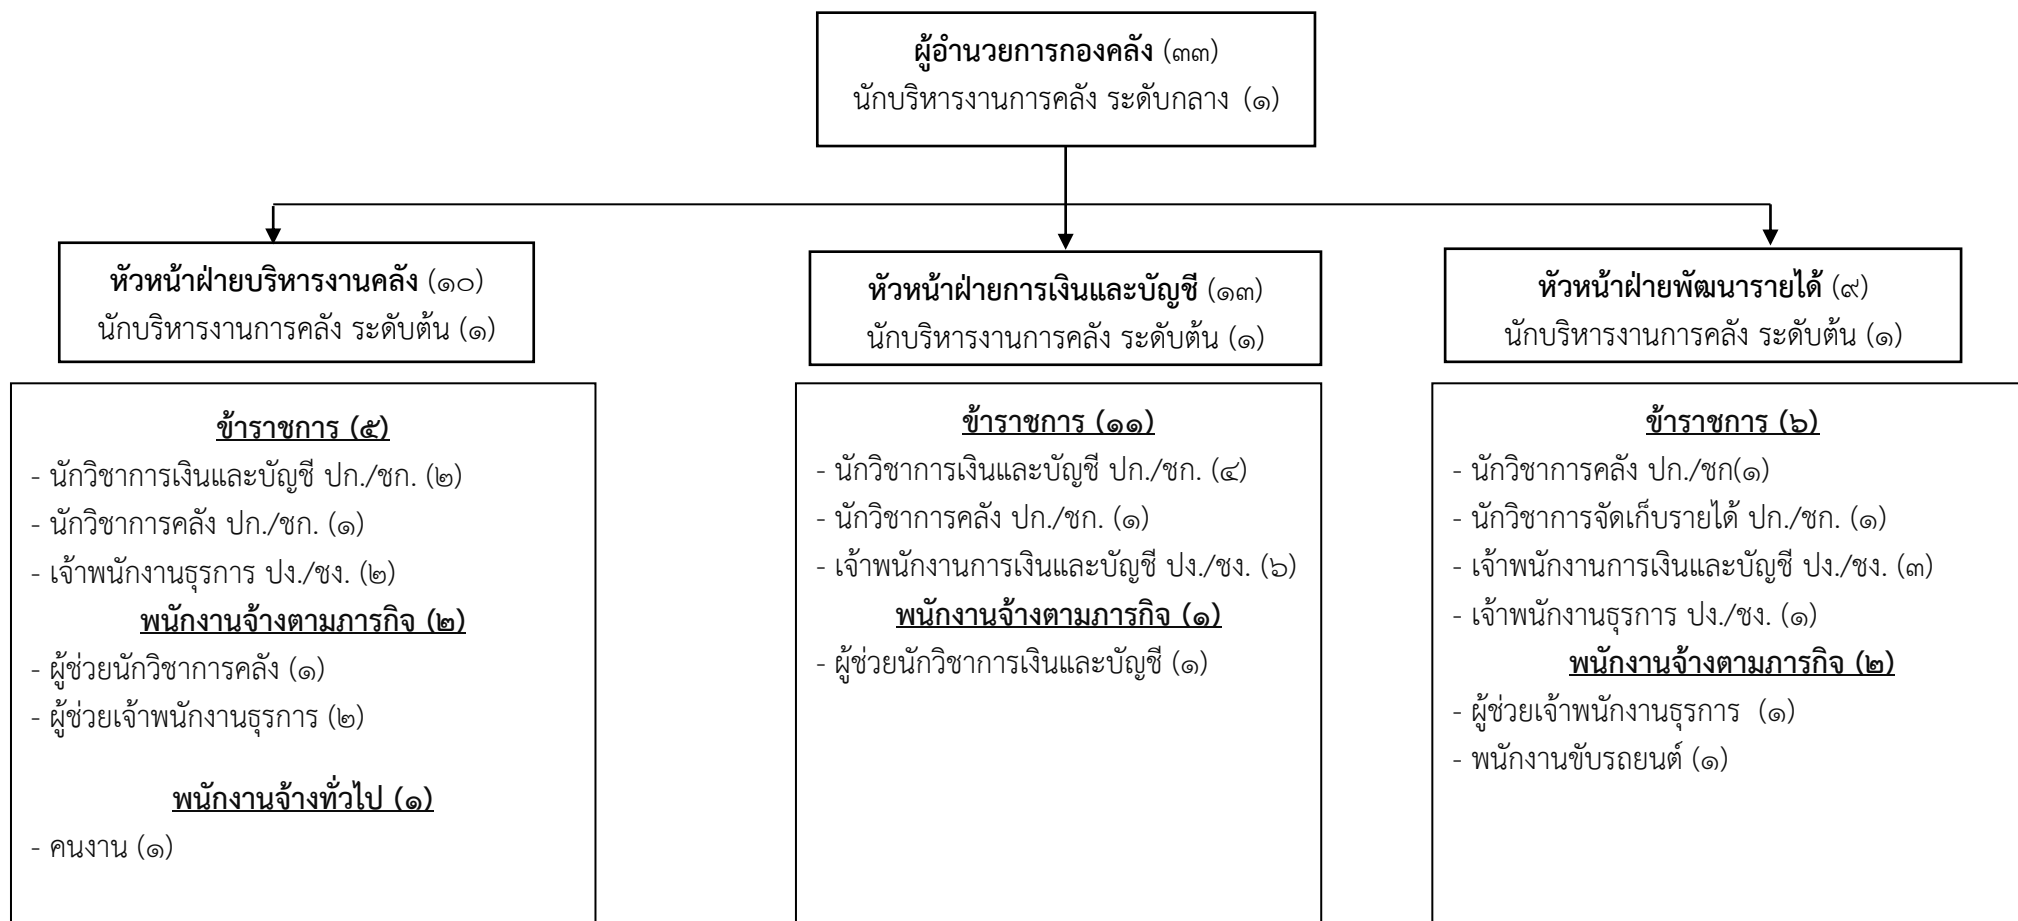 ผู้อำนวยการกองคลัง (๓๓)
นักบริหารงานการคลัง ระดับกลาง (๑)
หัวหน้าฝ่ายบริหารงานคลัง (๑๐)
นักบริหารงานการคลัง ระดับต้น (๑)
ข้าราชการ (๕)
- นักวิชาการเงินและบัญชี ปก./ชก. (๒)
- นักวิชาการคลัง ปก./ชก. (๑)
- เจ้าพนักงานธุรการ ปง./ชง. (๒)
พนักงานจ้างตามภารกิจ (๒)
- ผู้ช่วยนักวิชาการคลัง (๑)
- ผู้ช่วยเจ้าพนักงานธุรการ (๒)
พนักงานจ้างทั่วไป (๑)
- คนงาน (๑)
หัวหน้าฝ่ายการเงินและบัญชี (๑๓)
นักบริหารงานการคลัง ระดับต้น (๑)
ข้าราชการ (๑๑)
- นักวิชาการเงินและบัญชี ปก./ชก. (๔)
- นักวิชาการคลัง ปก./ชก. (๑)
- เจ้าพนักงานการเงินและบัญชี ปง./ชง. (๖)
พนักงานจ้างตามภารกิจ (๑)
- ผู้ช่วยนักวิชาการเงินและบัญชี (๑)
หัวหน้าฝ่ายพัฒนารายได้ (๙)
นักบริหารงานการคลัง ระดับต้น (๑)
ข้าราชการ (๖)
- นักวิชาการคลัง ปก./ชก(๑)
- นักวิชาการจัดเก็บรายได้ ปก./ชก. (๑)
- เจ้าพนักงานการเงินและบัญชี ปง./ชง. (๓)
- เจ้าพนักงานธุรการ ปง./ชง. (๑)
พนักงานจ้างตามภารกิจ (๒)
- ผู้ช่วยเจ้าพนักงานธุรการ (๑)
- พนักงานขับรถยนต์ (๑)